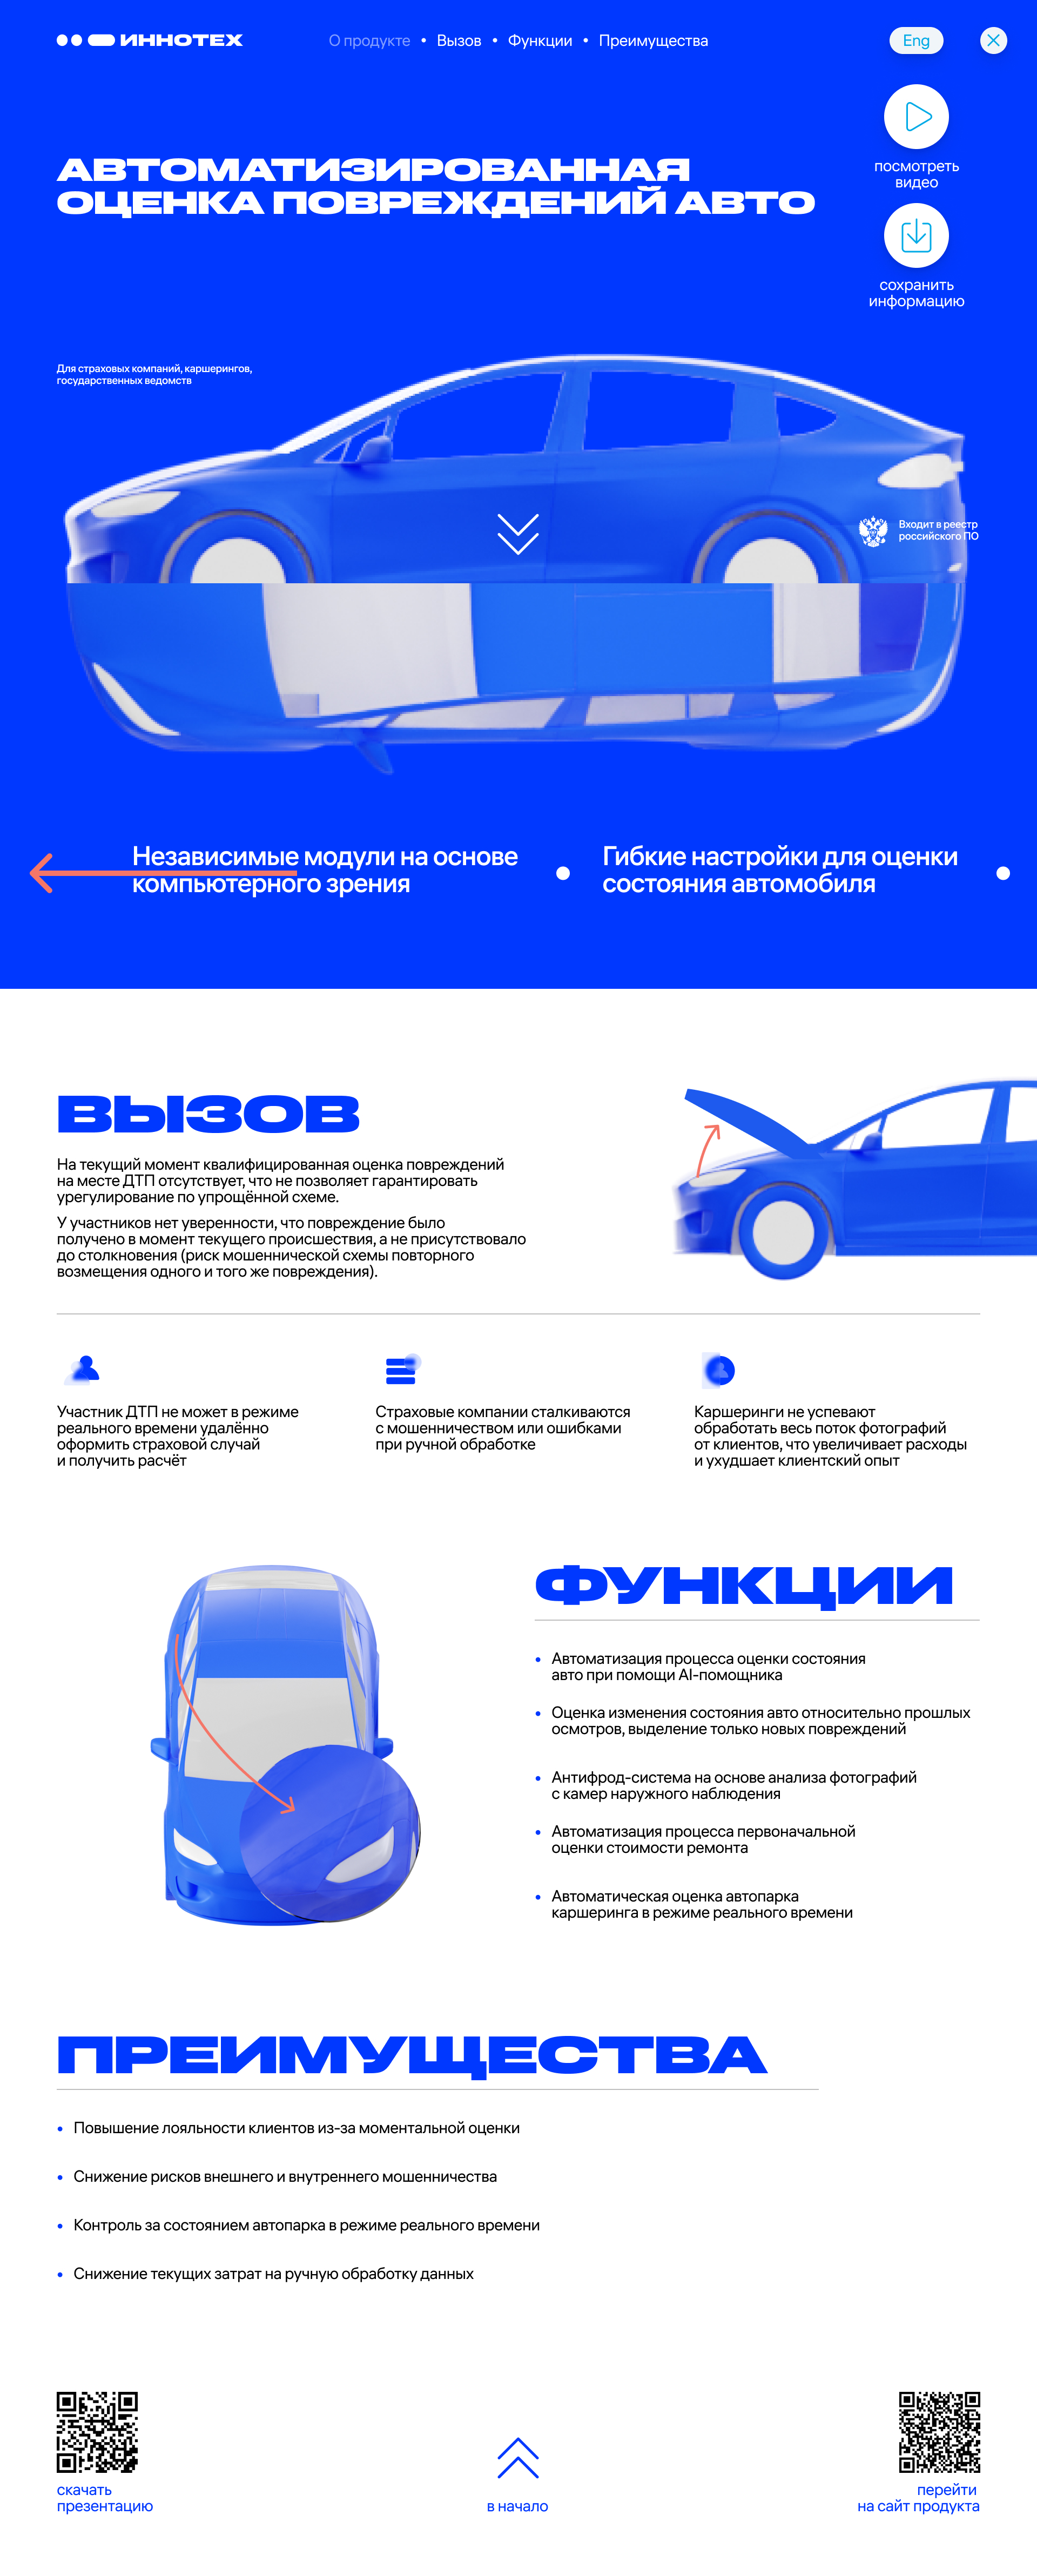 ИННОТЕХ
О продукте • Вызов • Функции • Преимущества
Eng
посмотреть
видео
АВТОМАТИЗИРОВАННАЯ
ОЦЕНКА ПОВРЕЖДЕНИЙ АВТО
сохранить
информацию
Для страховых компаний, каршерингов,
государственных ведомств
Входит в реестр
российского ПО
Независимые модули на основе
компьютерного зрения
Гибкие настройки для оценки
состояния автомобиля
ВЫЗОВ
На текущий момент квалифицированная оценка повреждений
на месте ДТП отсутствует, что не позволяет гарантировать
урегулирование по упрощённой схеме.
У участников нет уверенности, что повреждение было
получено в момент текущего происшествия, а не присутствовало
до столкновения (риск мошеннической схемы повторного
возмещения одного и того же повреждения).
Участник ДТП не может в режиме
реального времени удалённо
оформить страховой случай
и получить расчёт
Страховые компании сталкиваются
с мошенничеством или ошибками
при ручной обработке
Каршеринги не успевают
обработать весь поток фотографий
от клиентов, что увеличивает расходы
и ухудшает клиентский опыт
ФУНКЦИИ
• Автоматизация процесса оценки состояния
авто при помощи AI-помощника
• Оценка изменения состояния авто относительно прошлых
осмотров, выделение только новых повреждений
• Антифрод-система на основе анализа фотографий
с камер наружного наблюдения
• Автоматизация процесса первоначальной
оценки стоимости ремонта
• Автоматическая оценка автопарка
каршеринга в режиме реального времени
ПРЕИМУЩЕСТВА
• Повышение лояльности клиентов из-за моментальной оценки
• Снижение рисков внешнего и внутреннего мошенничества
• Контроль за состоянием автопарка в режиме реального времени
• Снижение текущих затрат на ручную обработку данных
скачать
презентацию
в начало
перейти
на сайт продукта